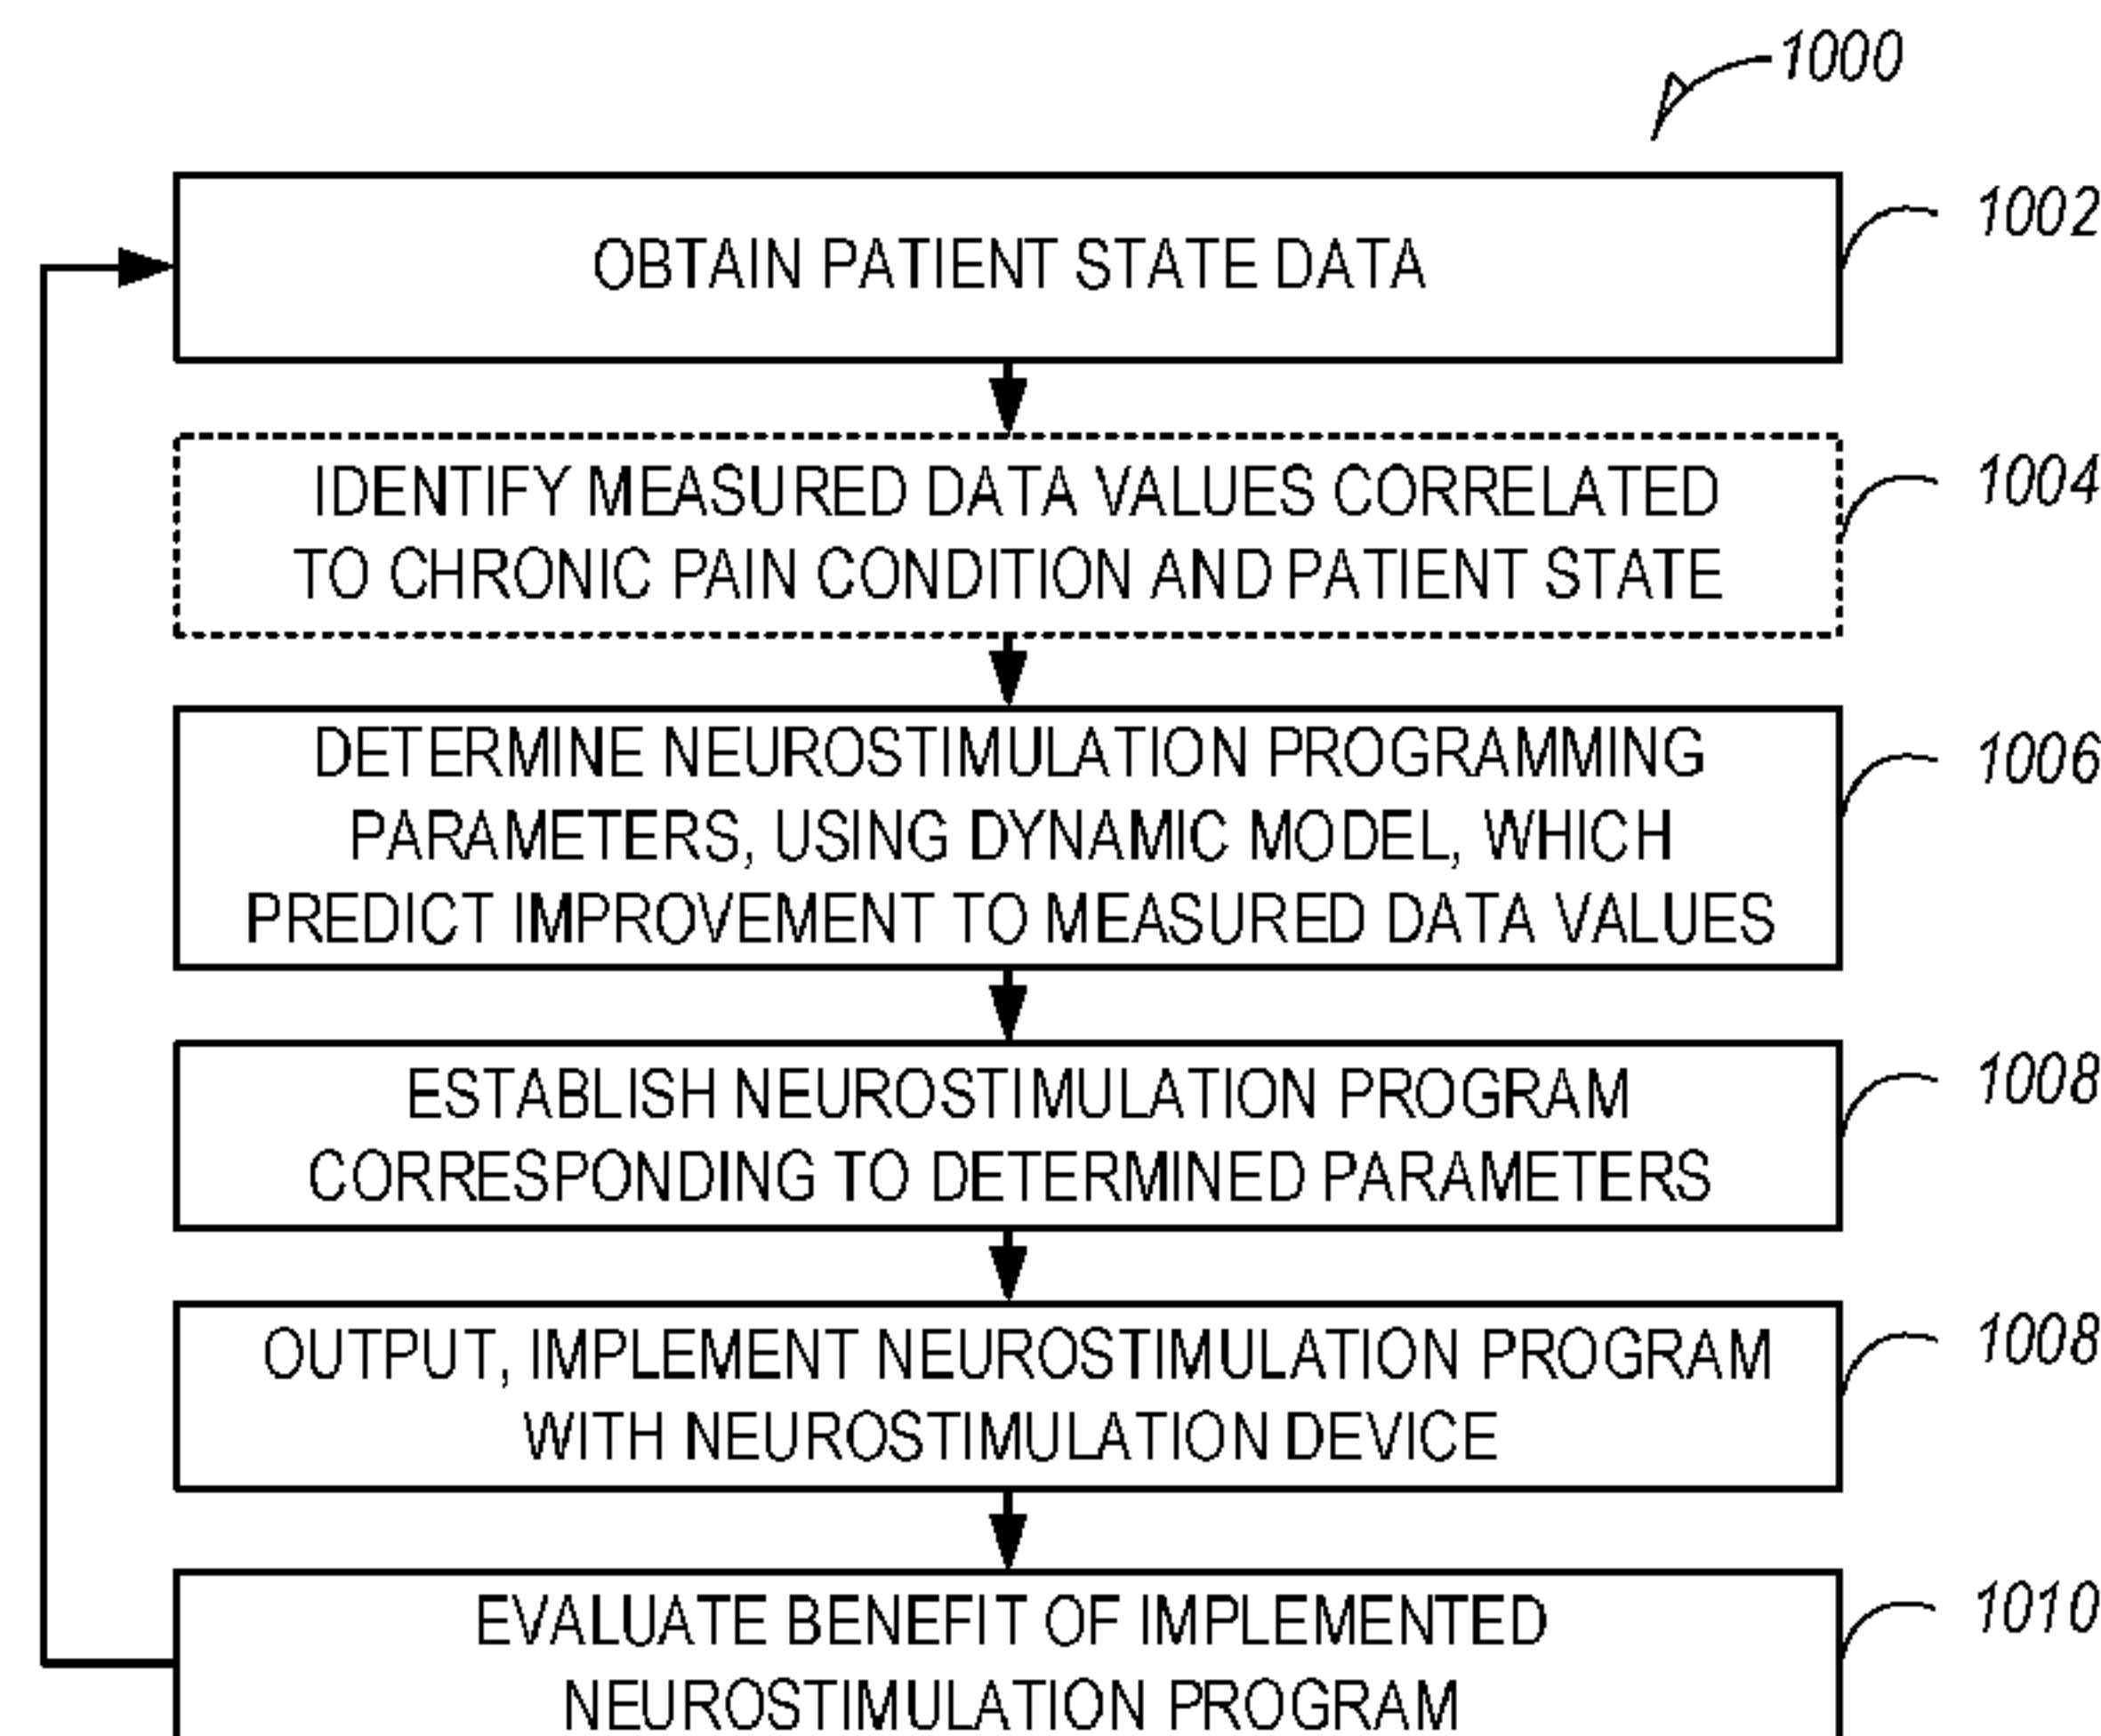 1000
OBTAIN PATIENT STATE DATA
1002
IDENTIFY MEASURED DATA VALUES CORRELATED
TO CHRONIC PAIN CONDITION AND PATIENT STATE
1004
DETERMINE NEUROSTIMULATION PROGRAMMING
PARAMETERS, USING DYNAMIC MODEL, WHICH
PREDICT IMPROVEMENT TO MEASURED DATA VALUES
1006
ESTABLISH NEUROSTIMULATION PROGRAM
CORRESPONDING TO DETERMINED PARAMETERS
1008
OUTPUT, IMPLEMENT NEUROSTIMULATION PROGRAM
WITH NEUROSTIMULATION DEVICE
1008
EVALUATE BENEFIT OF IMPLEMENTED
NEUROSTIMULATION PROGRAM
1010